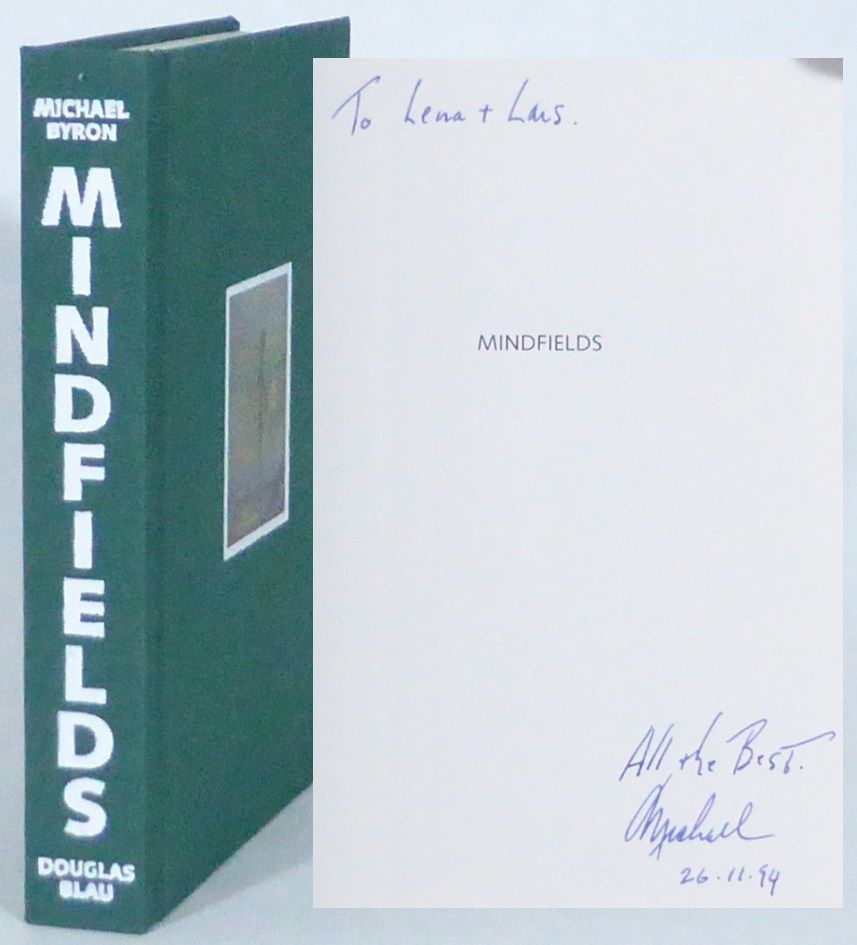 MICHAEL
BYRON
MINDFIELDS
DOUGLAS
BLAU
To Lena + Lars.
MINDFIELDS
All the Best.
Michael
26.11.94